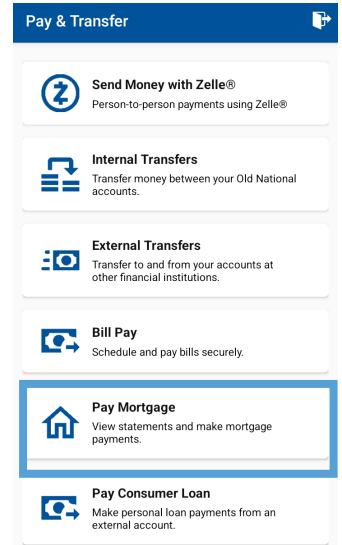 Pay & Transfer
Send Money with Zelle®
Person-to-person payments using Zelle®
Internal Transfers
Transfer money between your Old National
accounts.
External Transfers
Transfer to and from your accounts at
other financial institutions.
Bill Pay
Schedule and pay bills securely.
Pay Mortgage
View statements and make mortgage
payments.
Pay Consumer Loan
Make personal loan payments from an
external account.